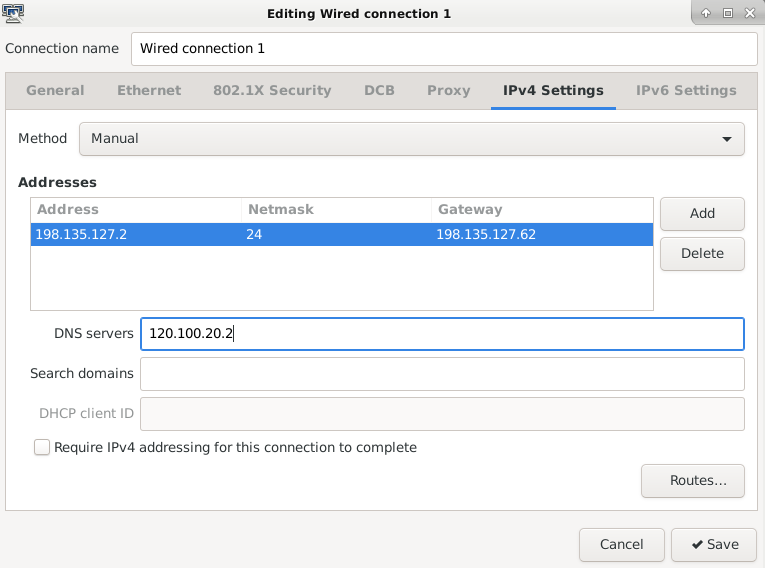 Editing Wired connection 1
Connection name Wired connection 1
General Ethernet 802.1X Security DCB Proxy IPv4 Settings IPv6 Settings
Method Manual
Addresses
Address Netmask Gateway
198.135.127.2 24 198.135.127.62
Add
Delete
DNS servers 120.100.20.2
Search domains
DHCP client ID
Require IPv4 addressing for this connection to complete
Routes...
Cancel Save